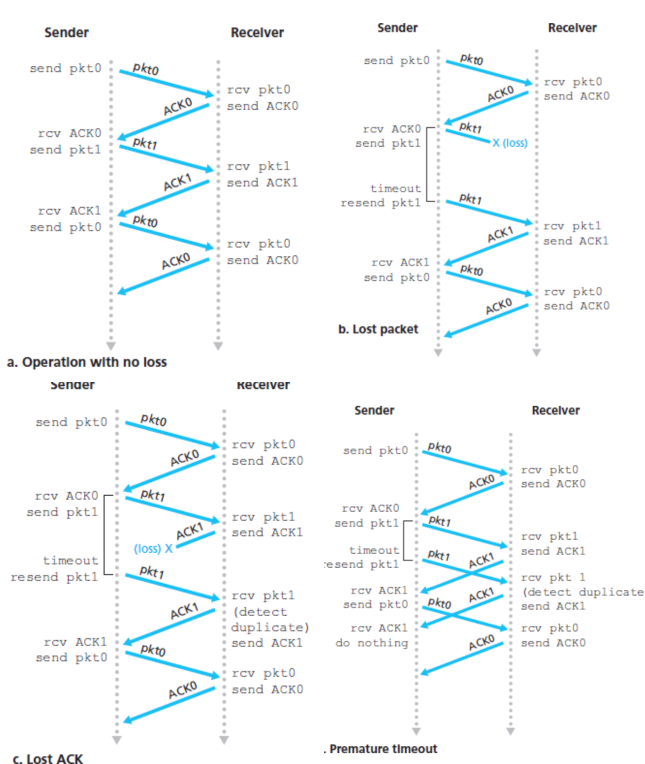 Sender Receiver
send pkt0 pkt0
rcv pkt0
ACK0 send ACK0
rcv ACK0
send pkt1 pkt1
rcv pkt1
ACK1 send ACK1
rcv ACK1
send pkt0 pkt0
rcv pkt0
ACK0 send ACK0
a. Operation with no loss
Sender Receiver
send pkt0 pkt0
rcv pkt0
ACK0 send ACK0
rcv ACK0
send pkt1 pkt1
X (loss)
timeout
resend pkt1 pkt1
rcv pkt1
ACK1 send ACK1
rcv ACK1
send pkt0 pkt0
rcv pkt0
ACK0 send ACK0
b. Lost packet
Sender Receiver
send pkt0 pkt0
rcv pkt0
ACK0 send ACK0
rcv ACK0
send pkt1 pkt1
rcv pkt1
ACK1 send ACK1
(loss) X
timeout
resend pkt1 pkt1
rcv pkt1
(detect
ACK1 duplicate)
send ACK1
rcv ACK1
send pkt0 pkt0
rcv pkt0
ACK0 send ACK0
c. Lost ACK
Sender Receiver
send pkt0 pkt0
rcv pkt0
ACK0 send ACK0
rcv ACK0
send pkt1 pkt1
rcv pkt1
ACK1 send ACK1
timeout
resend pkt1 pkt1
rcv pkt 1
(detect duplicate
ACK1 send ACK1
rcv ACK1
send pkt0 pkt0
rcv pkt0
rcv ACK1
do nothing
ACK0 send ACK0
. Premature timeout